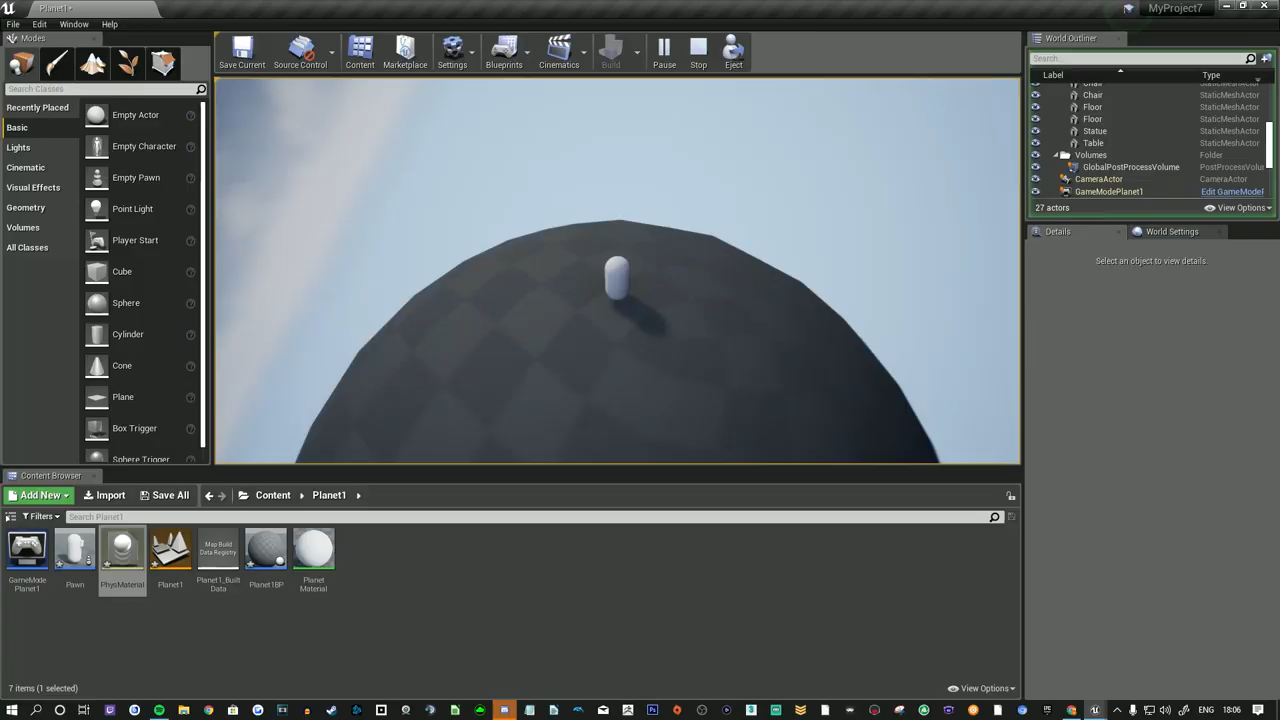 Planet1*
MyProject7
File Edit Window Help
Modes
Search Classes
Recently Placed
Basic
Lights
Cinematic
Visual Effects
Geometry
Volumes
All Classes
Empty Actor
Empty Character
Empty Pawn
Point Light
Player Start
Cube
Sphere
Cylinder
Cone
Plane
Box Trigger
Sphere Trigger
Save Current Source Control Content Marketplace Settings Blueprints Cinematics Build Pause Stop Eject
World Outliner
Search...
Label Type
Chair StaticMeshActor
Chair StaticMeshActor
Floor StaticMeshActor
Floor StaticMeshActor
Statue StaticMeshActor
Table StaticMeshActor
Volumes Folder
GlobalPostProcessVolume PostProcessVolu
CameraActor CameraActor
GameModePlanet1 Edit GameModeF
27 actors View Options
Details World Settings
Select an object to view details.
Content Browser
Add New Import Save All Content Planet1
Filters Search Planet1
GameMode
Planet1
Pawn
PhysMaterial
Planet1
Map Build
Data Registry
Planet1_Built
Data
Planet1BP
Planet
Material
7 items (1 selected) View Options
ENG 18:06